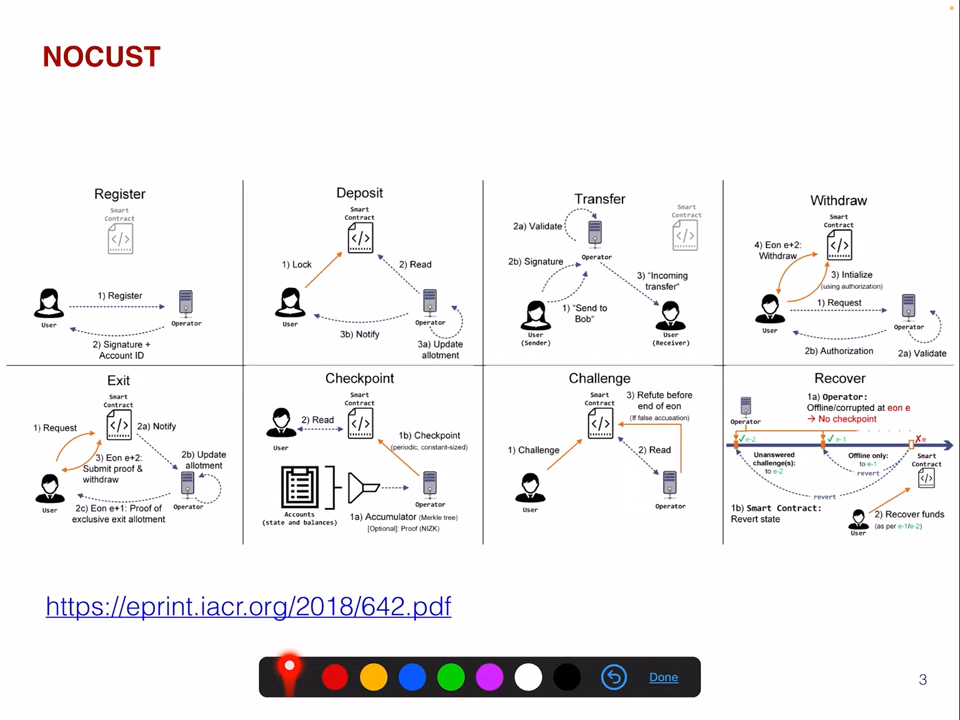 NOCUST
Register
Smart
Contract
1) Register
User
Operator
2) Signature +
Account ID
Deposit
Smart
Contract
1) Lock
2) Read
User
Operator
3b) Notify
3a) Update
allotment
Transfer
Smart
Contract
2a) Validate
Operator
2b) Signature
3) "Incoming
transfer"
1) "Send to
Bob"
User
(Sender)
User
(Receiver)
Withdraw
Smart
Contract
4) Eon e+2:
Withdraw
3) Intialize
(using authorization)
1) Request
User
Operator
2b) Authorization
2a) Validate
Exit
Smart
Contract
1) Request
2a) Notify
3) Eon e+2:
Submit proof &
withdraw
2b) Update
allotment
User
Operator
2c) Eon e+1: Proof of
exclusive exit allotment
Checkpoint
Smart
Contract
2) Read
User
1b) Checkpoint
(periodic, constant-sized)
Operator
Accounts
(state and balances)
1a) Accumulator (Merkle tree)
[Optional]: Proof (NIZK)
Challenge
Smart
Contract
3) Refute before
end of eon
(If false accusation)
1) Challenge
2) Read
User
Operator
Recover
1a) Operator:
Offline/corrupted at eon e
→ No checkpoint
Operator
✓e-2
✓e-1
✗e
Unanswered
challenge(s):
to e-2
Offline only:
to e-1
revert
Smart
Contract
revert
1b) Smart Contract:
Revert state
2) Recover funds
(as per e-1/e-2)
User
https://eprint.iacr.org/2018/642.pdf
Done
3